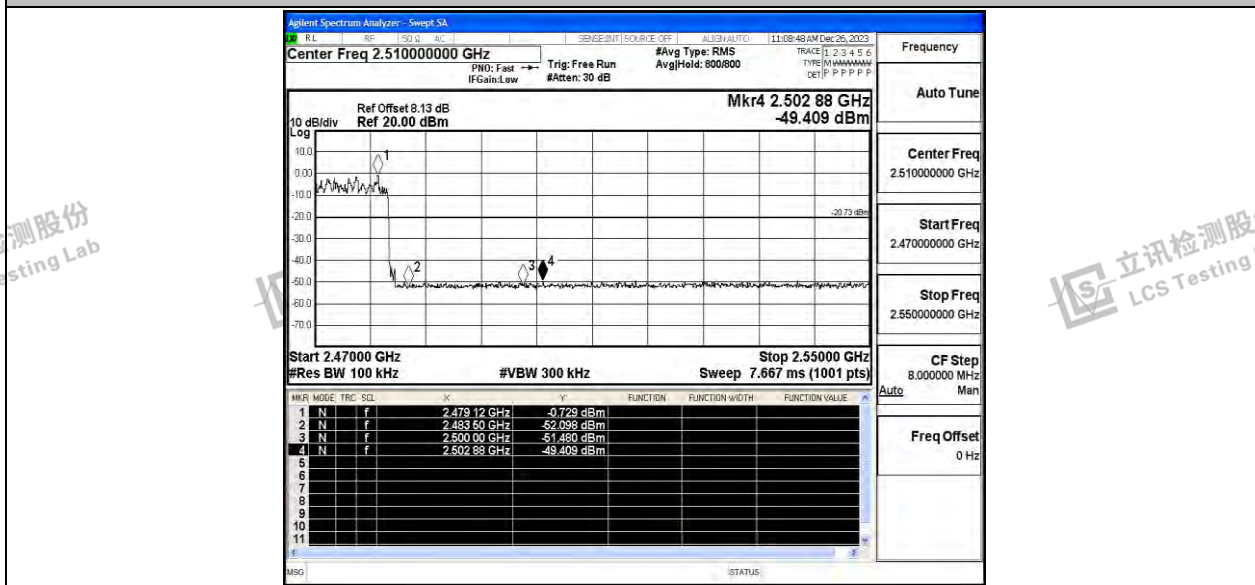 Agilent Spectrum Analyzer - Swept SA
RL RF 50 Ω AC SENSE:INT SOURCE OFF ALIGN AUTO 11:08:48 AM Dec 26, 2023
Center Freq 2.510000000 GHz
PNO: Fast
IFGain:Low
Trig: Free Run
#Atten: 30 dB
#Avg Type: RMS
Avg|Hold: 800/800
TRACE 1 2 3 4 5 6
TYPE M WWWWW
DET P P P P P P
Ref Offset 8.13 dB
10 dB/div Ref 20.00 dBm
Log
Mkr4 2.502 88 GHz
-49.409 dBm
10.0
0.00
-10.0
-20.0
-30.0
-40.0
-50.0
-60.0
-70.0
1
2
3
4
-20.73 dBm
Start 2.47000 GHz Stop 2.55000 GHz
#Res BW 100 kHz #VBW 300 kHz Sweep 7.667 ms (1001 pts)
MKR MODE TRC SCL X Y FUNCTION FUNCTION WIDTH FUNCTION VALUE
1 N f 2.479 12 GHz -0.729 dBm
2 N f 2.483 50 GHz -52.098 dBm
3 N f 2.500 00 GHz -51.480 dBm
4 N f 2.502 88 GHz -49.409 dBm
5
6
7
8
9
10
11
MSG STATUS
Frequency
Auto Tune
Center Freq
2.510000000 GHz
Start Freq
2.470000000 GHz
Stop Freq
2.550000000 GHz
CF Step
8.000000 MHz
Auto Man
Freq Offset
0 Hz
测股份
esting Lab
立讯检测股
LCS Testing